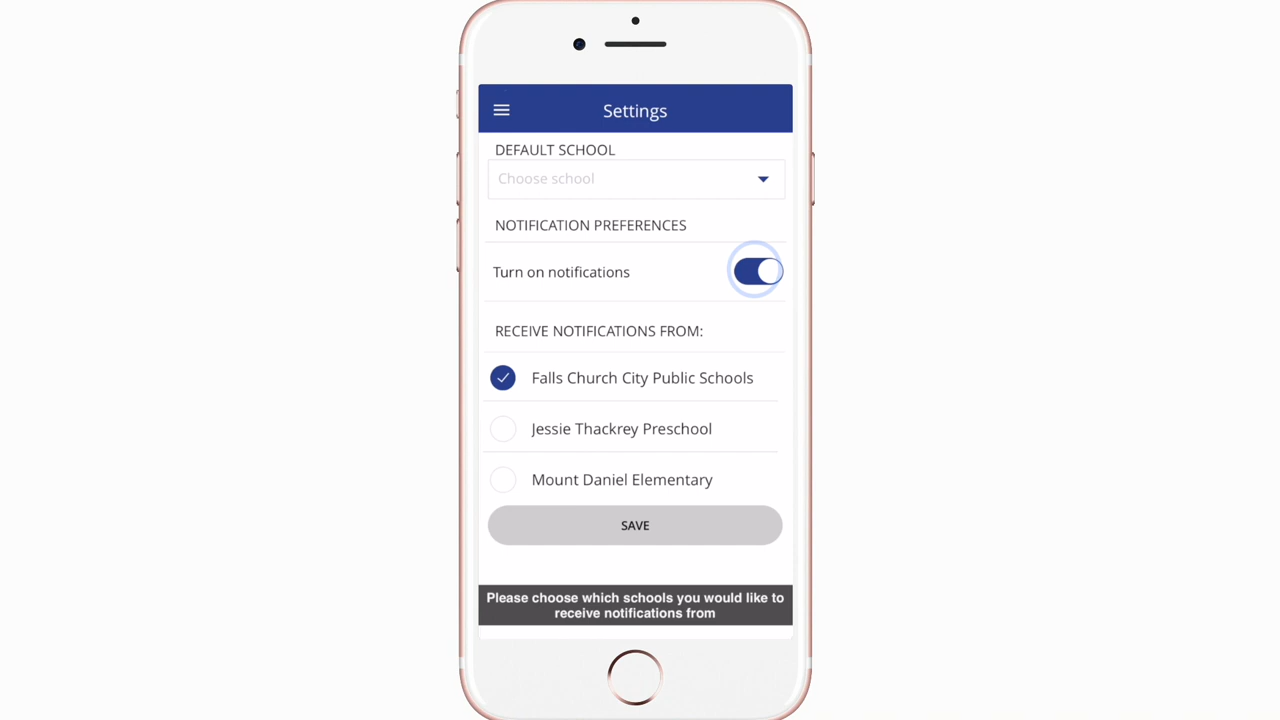 Settings
DEFAULT SCHOOL
Choose school
NOTIFICATION PREFERENCES
Turn on notifications
RECEIVE NOTIFICATIONS FROM:
Falls Church City Public Schools
Jessie Thackrey Preschool
Mount Daniel Elementary
SAVE
Please choose which schools you would like to
receive notifications from